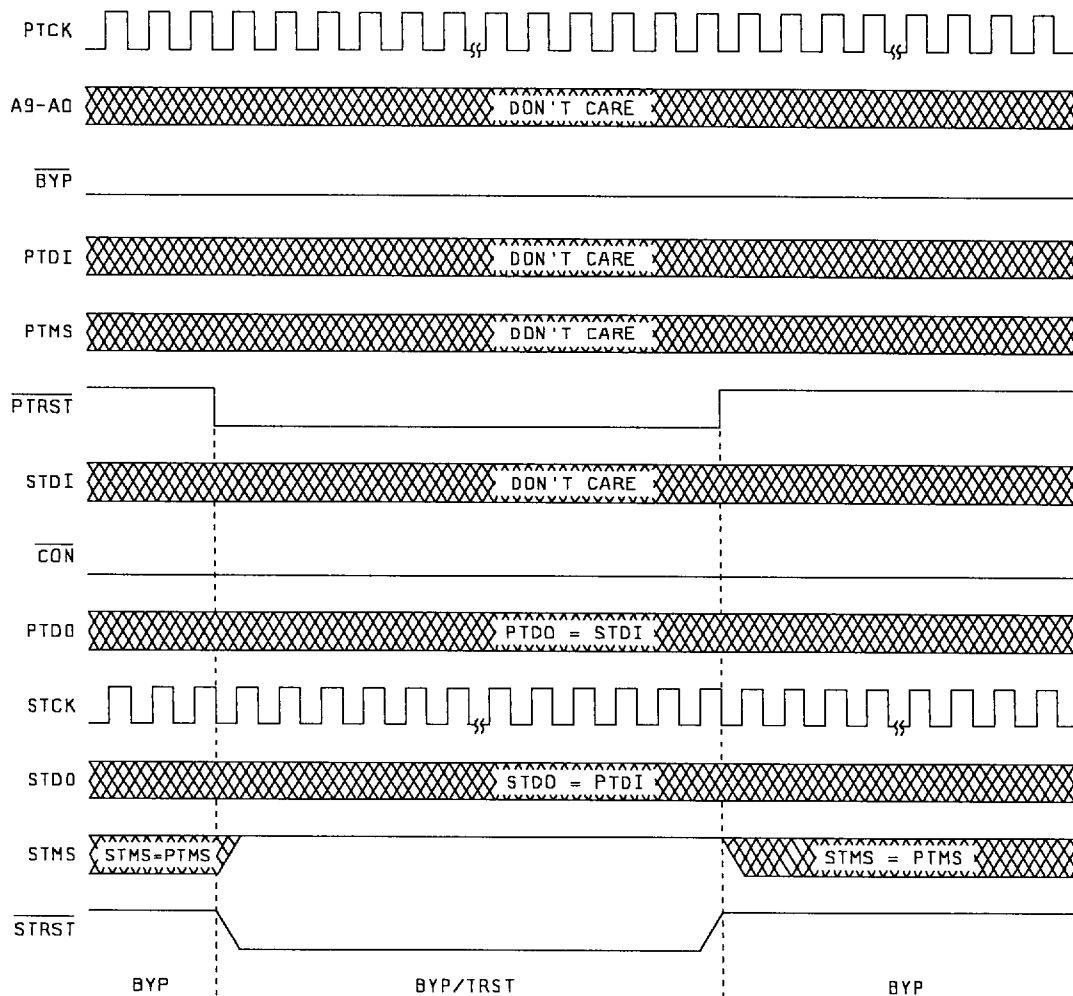 PTCK
A9-A0 DON'T CARE
BYP
PTDI DON'T CARE
PTMS DON'T CARE
PTRST
STDI DON'T CARE
CON
PTDO PTDO = STDI
STCK
STDO STDO = PTDI
STMS STMS=PTMS STMS = PTMS
STRST
BYP BYP/TRST BYP